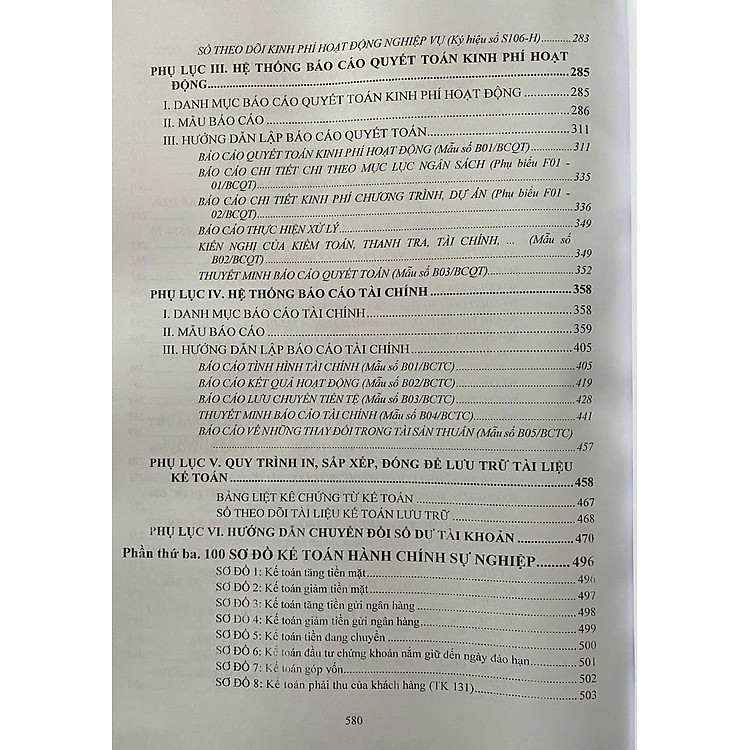 SỔ THEO DÕI KINH PHÍ HOẠT ĐỘNG NGHIỆP VỤ (Ký hiệu số S106-H)..........283
PHỤ LỤC III. HỆ THỐNG BÁO CÁO QUYẾT TOÁN KINH PHÍ HOẠT
ĐỘNG..........285
I. DANH MỤC BÁO CÁO QUYẾT TOÁN KINH PHÍ HOẠT ĐỘNG..........285
II. MẪU BÁO CÁO..........286
III. HƯỚNG DẪN LẬP BÁO CÁO QUYẾT TOÁN..........311
BÁO CÁO QUYẾT TOÁN KINH PHÍ HOẠT ĐỘNG (Mẫu số B01/BCQT)..........311
BÁO CÁO CHI TIẾT CHI THEO MỤC LỤC NGÂN SÁCH (Phụ biểu F01 -
01/BCQT)..........335
BÁO CÁO CHI TIẾT KINH PHÍ CHƯƠNG TRÌNH, DỰ ÁN (Phụ biểu F01 -
02/BCQT)..........336
BÁO CÁO THỰC HIỆN XỬ LÝ..........349
KIẾN NGHỊ CỦA KIỂM TOÁN, THANH TRA, TÀI CHÍNH, ... (Mẫu số
B02/BCQT)..........349
THUYẾT MINH BÁO CÁO QUYẾT TOÁN (Mẫu số B03/BCQT)..........352
PHỤ LỤC IV. HỆ THỐNG BÁO CÁO TÀI CHÍNH..........358
I. DANH MỤC BÁO CÁO TÀI CHÍNH..........358
II. MẪU BÁO CÁO..........359
III. HƯỚNG DẪN LẬP BÁO CÁO TÀI CHÍNH..........405
BÁO CÁO TÌNH HÌNH TÀI CHÍNH (Mẫu số B01/BCTC)..........405
BÁO CÁO KẾT QUẢ HOẠT ĐỘNG (Mẫu số B02/BCTC)..........419
BÁO CÁO LƯU CHUYỂN TIỀN TỆ (Mẫu số B03/BCTC)..........428
THUYẾT MINH BÁO CÁO TÀI CHÍNH (Mẫu số B04/BCTC)..........441
BÁO CÁO VỀ NHỮNG THAY ĐỔI TRONG TÀI SẢN THUẦN (Mẫu số B05/BCTC)
..........457
PHỤ LỤC V. QUY TRÌNH IN, SẮP XẾP, ĐÓNG ĐỂ LƯU TRỮ TÀI LIỆU
KẾ TOÁN..........458
BẢNG LIỆT KÊ CHỨNG TỪ KẾ TOÁN..........467
SỔ THEO DÕI TÀI LIỆU KẾ TOÁN LƯU TRỮ..........468
PHỤ LỤC VI. HƯỚNG DẪN CHUYỂN ĐỔI SỐ DƯ TÀI KHOẢN..........470
Phần thứ ba. 100 SƠ ĐỒ KẾ TOÁN HÀNH CHÍNH SỰ NGHIỆP..........496
SƠ ĐỒ 1: Kế toán tăng tiền mặt..........496
SƠ ĐỒ 2: Kế toán giảm tiền mặt..........497
SƠ ĐỒ 3: Kế toán tăng tiền gửi ngân hàng..........498
SƠ ĐỒ 4: Kế toán giảm tiền gửi ngân hàng..........499
SƠ ĐỒ 5: Kế toán tiền đang chuyển..........500
SƠ ĐỒ 6: Kế toán đầu tư chứng khoán nắm giữ đến ngày đáo hạn..........501
SƠ ĐỒ 7: Kế toán góp vốn..........502
SƠ ĐỒ 8: Kế toán phải thu của khách hàng (TK 131)..........503
580